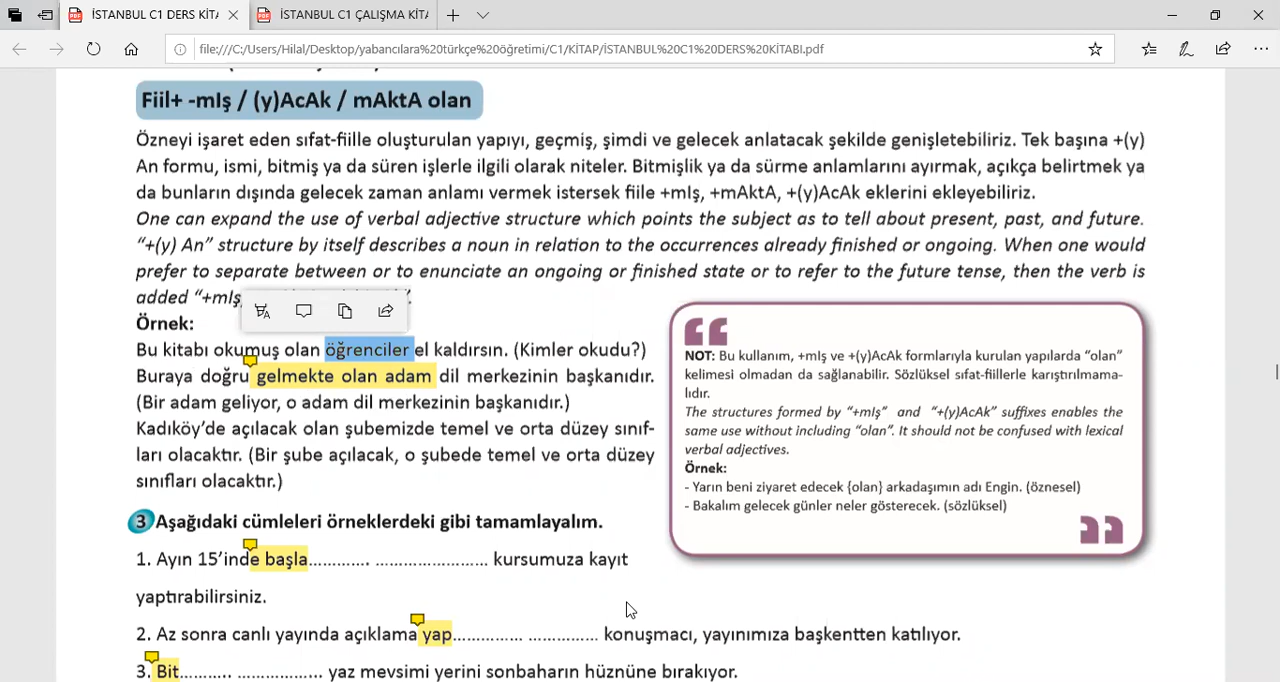 İSTANBUL C1 DERS KİTA
İSTANBUL C1 ÇALIŞMA KİTA
file:///C:/Users/Hilal/Desktop/yabancılara%20türkçe%20öğretimi/C1/KİTAP/İSTANBUL%20C1%20DERS%20KİTABI.pdf
Fiil+ -mIş / (y)AcAk / mAktA olan
Özneyi işaret eden sıfat-fiille oluşturulan yapıyı, geçmiş, şimdi ve gelecek anlatacak şekilde genişletebiliriz. Tek başına +(y)
An formu, ismi, bitmiş ya da süren işlerle ilgili olarak niteler. Bitmişlik ya da sürme anlamlarını ayırmak, açıkça belirtmek ya
da bunların dışında gelecek zaman anlamı vermek istersek fiile +mIş, +mAktA, +(y)AcAk eklerini ekleyebiliriz.
One can expand the use of verbal adjective structure which points the subject as to tell about present, past, and future.
“+(y) An” structure by itself describes a noun in relation to the occurrences already finished or ongoing. When one would
prefer to separate between or to enunciate an ongoing or finished state or to refer to the future tense, then the verb is
added “+mIş,
Örnek:
Bu kitabı okumuş olan öğrenciler el kaldırsın. (Kimler okudu?)
Buraya doğru gelmekte olan adam dil merkezinin başkanıdır.
(Bir adam geliyor, o adam dil merkezinin başkanıdır.)
Kadıköy’de açılacak olan şubemizde temel ve orta düzey sınıf-
ları olacaktır. (Bir şube açılacak, o şubede temel ve orta düzey
sınıfları olacaktır.)
NOT: Bu kullanım, +mIş ve +(y)AcAk formlarıyla kurulan yapılarda “olan”
kelimesi olmadan da sağlanabilir. Sözlüksel sıfat-fiillerle karıştırılmama-
lıdır.
The structures formed by “+mIş” and “+(y)AcAk” suffixes enables the
same use without including “olan”. It should not be confused with lexical
verbal adjectives.
Örnek:
- Yarın beni ziyaret edecek {olan} arkadaşımın adı Engin. (öznesel)
- Bakalım gelecek günler neler gösterecek. (sözlüksel)
3 Aşağıdaki cümleleri örneklerdeki gibi tamamlayalım.
1. Ayın 15’inde başla............. ........................ kursumuza kayıt
yaptırabilirsiniz.
2. Az sonra canlı yayında açıklama yap............... ............... konuşmacı, yayınımıza başkentten katılıyor.
3. Bit........... .................. yaz mevsimi yerini sonbaharın hüznüne bırakıyor.